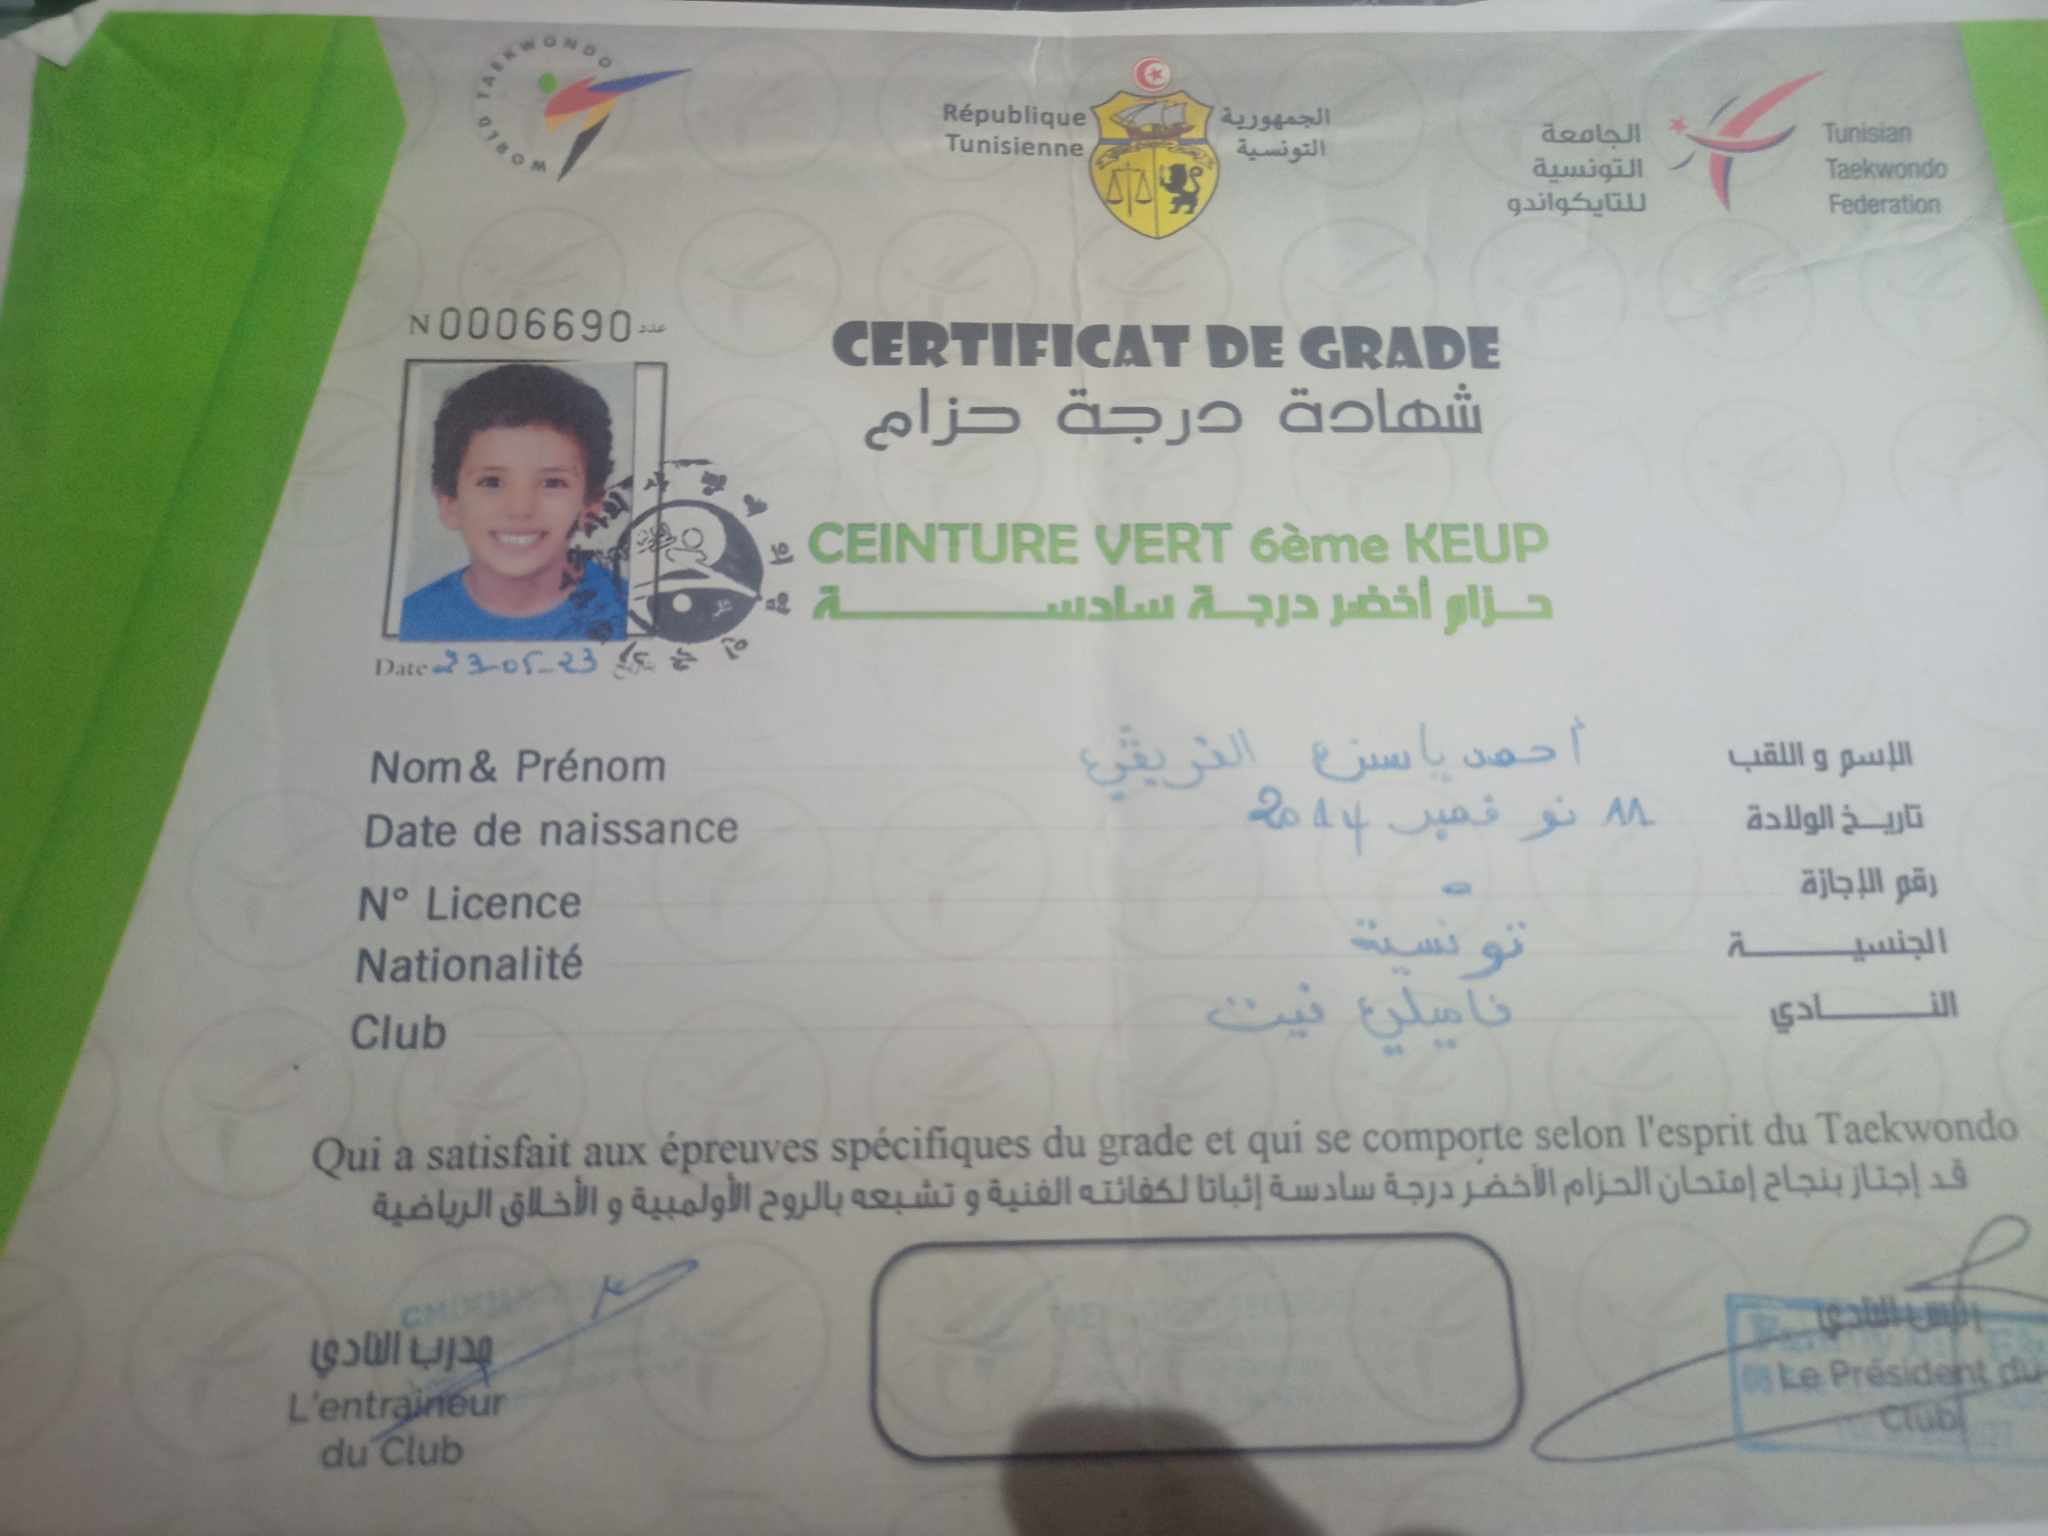 WORLD TAEKWONDO
République
Tunisienne
الجمهورية
التونسية
الجامعة
التونسية
للتايكواندو
Tunisian
Taekwondo
Federation
N 0006690 عدد
CERTIFICAT DE GRADE
شهادة درجة حزام
CEINTURE VERT 6ème KEUP
حزام أخضر درجة سادسة
Date 23-05-23
Nom & Prénom أحمد ياسين الإسم و اللقب
Date de naissance 11 نوفمبر 2014 تاريخ الولادة
N° Licence - رقم الإجازة
Nationalité تونسية الجنسية
Club فاميلي فيت النادي
Qui a satisfait aux épreuves spécifiques du grade et qui se comporte selon l'esprit du Taekwondo
قد إجتاز بنجاح إمتحان الحزام الأخضر درجة سادسة إثباتا لكفائته الفنية و تشبعه بالروح الأولمبية و الأخلاق الرياضية
مدرب النادي
L'entraineur
du Club
رئيس النادي
Le Président du
Club